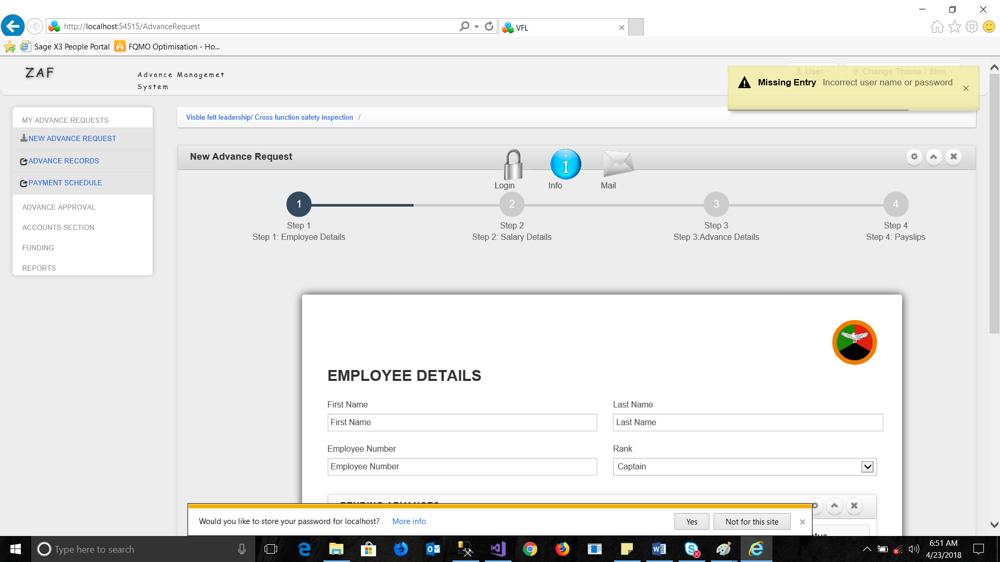 http://localhost:54515/AdvanceRequest
VFL
Sage X3 People Portal
FQMO Optimisation - Ho...
ZAF
Advance Managemet
System
User
Change Theme / Skin
Missing Entry Incorrect user name or password
MY ADVANCE REQUESTS
NEW ADVANCE REQUEST
ADVANCE RECORDS
PAYMENT SCHEDULE
ADVANCE APPROVAL
ACCOUNTS SECTION
FUNDING
REPORTS
Visble felt leadership/ Cross function safety inspection /
New Advance Request
Login
Info
Mail
1
2
3
4
Step 1
Step 2
Step 3
Step 4
Step 1: Employee Details
Step 2: Salary Details
Step 3:Advance Details
Step 4: Payslips
EMPLOYEE DETAILS
First Name
Last Name
First Name
Last Name
Employee Number
Rank
Employee Number
Captain
PENDING ADVANCES
Would you like to store your password for localhost? More info
Yes
Not for this site
Type here to search
6:51 AM
4/23/2018